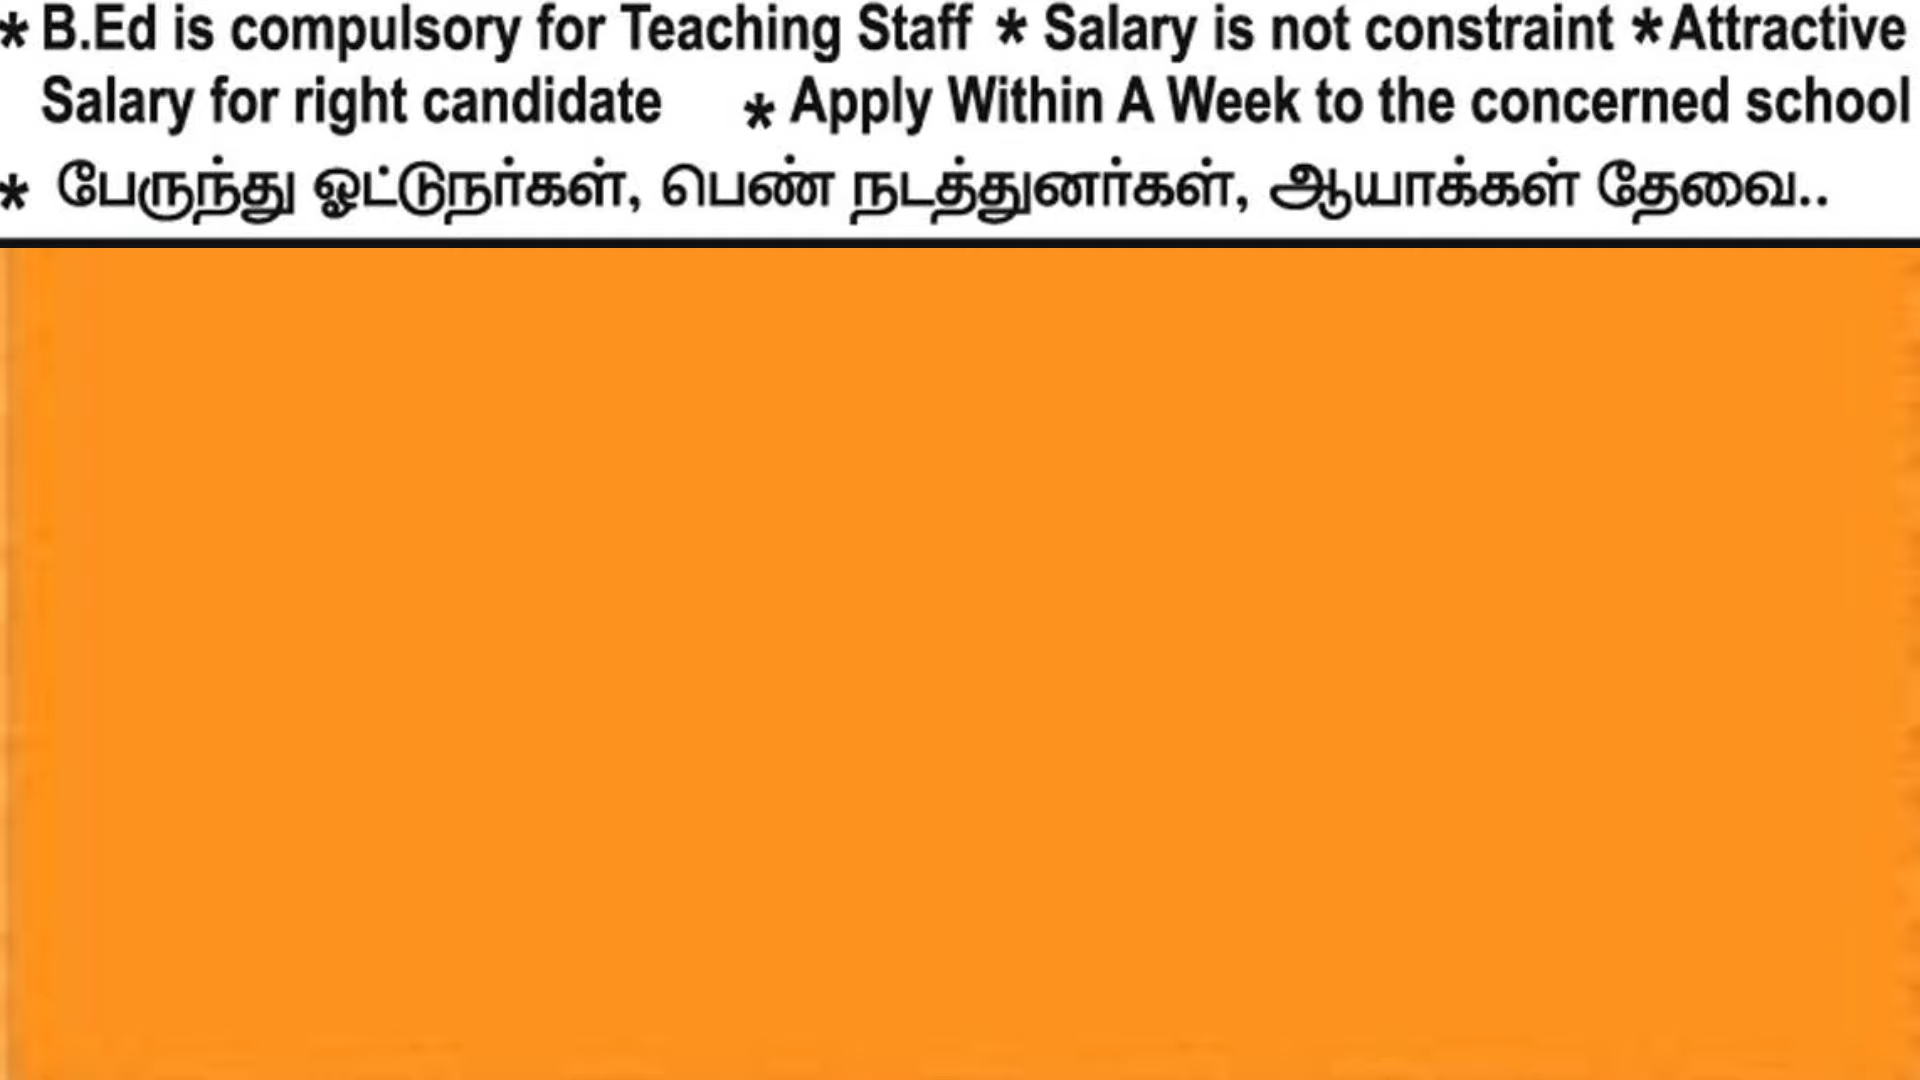 * B.Ed is compulsory for Teaching Staff * Salary is not constraint *Attractive
Salary for right candidate * Apply Within A Week to the concerned school
* பேருந்து ஓட்டுநர்கள், பெண் நடத்துனர்கள், ஆயாக்கள் தேவை..